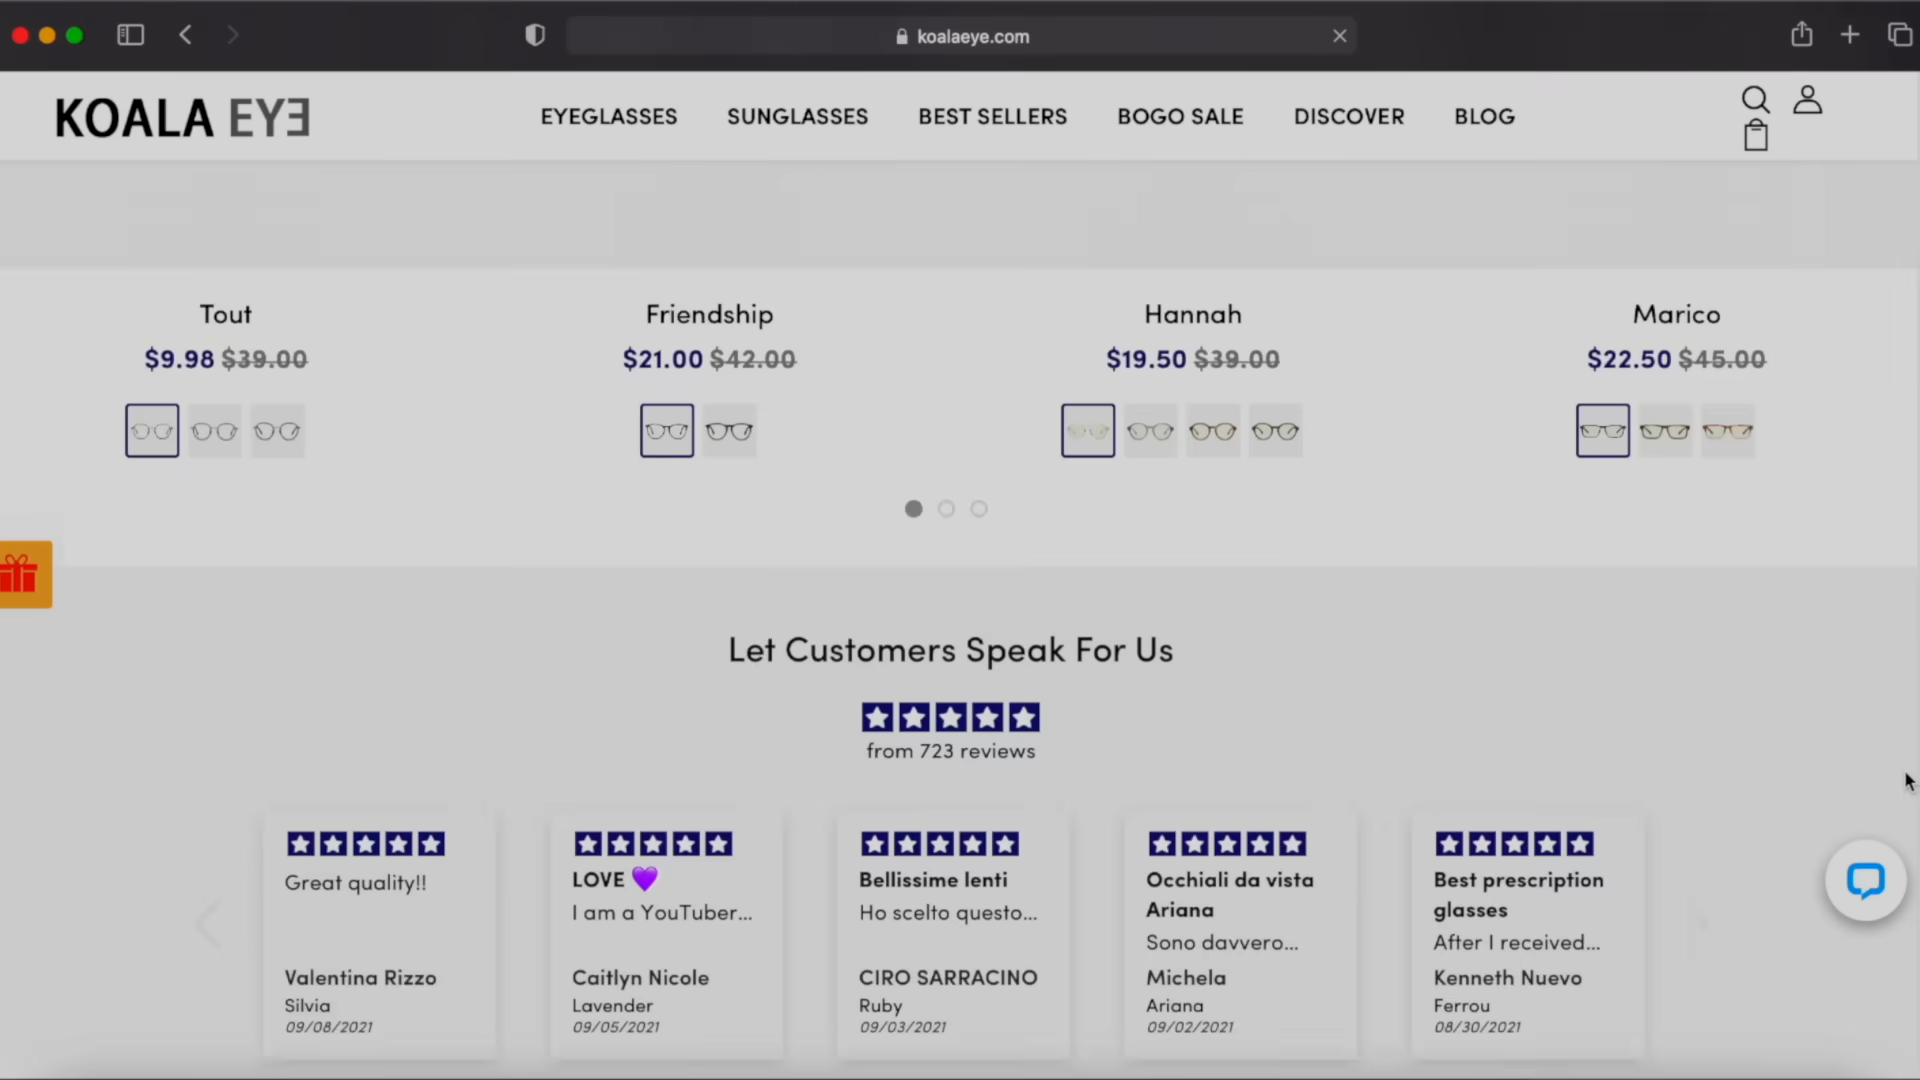 koalaeye.com
KOALA EYƎ
EYEGLASSES
SUNGLASSES
BEST SELLERS
BOGO SALE
DISCOVER
BLOG
Tout
Friendship
Hannah
Marico
$9.98 $39.00
$21.00 $42.00
$19.50 $39.00
$22.50 $45.00
Let Customers Speak For Us
from 723 reviews
Great quality!!
Valentina Rizzo
Silvia
09/08/2021
LOVE 💜
I am a YouTuber...
Caitlyn Nicole
Lavender
09/05/2021
Bellissime lenti
Ho scelto questo...
CIRO SARRACINO
Ruby
09/03/2021
Occhiali da vista
Ariana
Sono davvero...
Michela
Ariana
09/02/2021
Best prescription
glasses
After I received...
Kenneth Nuevo
Ferrou
08/30/2021